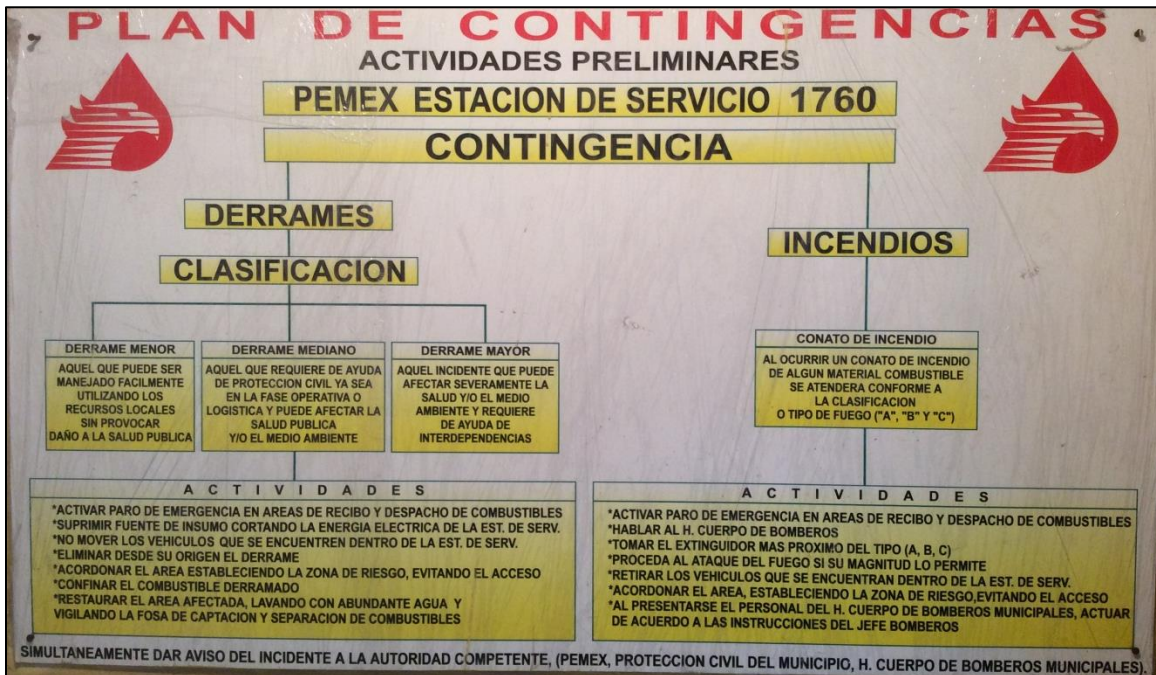 PLAN DE CONTINGENCIAS
ACTIVIDADES PRELIMINARES
PEMEX ESTACION DE SERVICIO 1760
CONTINGENCIA
DERRAMES
CLASIFICACION
DERRAME MENOR
AQUEL QUE PUEDE SER
MANEJADO FACILMENTE
UTILIZANDO LOS
RECURSOS LOCALES
SIN PROVOCAR
DAÑO A LA SALUD PUBLICA
DERRAME MEDIANO
AQUEL QUE REQUIERE DE AYUDA
DE PROTECCION CIVIL YA SEA
EN LA FASE OPERATIVA O
LOGISTICA Y PUEDE AFECTAR LA
SALUD PUBLICA
Y/O EL MEDIO AMBIENTE
DERRAME MAYOR
AQUEL INCIDENTE QUE PUEDE
AFECTAR SEVERAMENTE LA
SALUD Y/O EL MEDIO
AMBIENTE Y REQUIERE
DE AYUDA DE
INTERDEPENDENCIAS
ACTIVIDADES
*ACTIVAR PARO DE EMERGENCIA EN AREAS DE RECIBO Y DESPACHO DE COMBUSTIBLES
*SUPRIMIR FUENTE DE INSUMO CORTANDO LA ENERGIA ELECTRICA DE LA EST. DE SERV.
*NO MOVER LOS VEHICULOS QUE SE ENCUENTREN DENTRO DE LA EST. DE SERV.
*ELIMINAR DESDE SU ORIGEN EL DERRAME
*ACORDONAR EL AREA ESTABLECIENDO LA ZONA DE RIESGO, EVITANDO EL ACCESO
*CONFINAR EL COMBUSTIBLE DERRAMADO
*RESTAURAR EL AREA AFECTADA, LAVANDO CON ABUNDANTE AGUA Y
VIGILANDO LA FOSA DE CAPTACION Y SEPARACION DE COMBUSTIBLES
INCENDIOS
CONATO DE INCENDIO
AL OCURRIR UN CONATO DE INCENDIO
DE ALGUN MATERIAL COMBUSTIBLE
SE ATENDERA CONFORME A
LA CLASIFICACION
O TIPO DE FUEGO ("A", "B" Y "C")
ACTIVIDADES
*ACTIVAR PARO DE EMERGENCIA EN AREAS DE RECIBO Y DESPACHO DE COMBUSTIBLES
*HABLAR AL H. CUERPO DE BOMBEROS
*TOMAR EL EXTINGUIDOR MAS PROXIMO DEL TIPO (A, B, C)
*PROCEDA AL ATAQUE DEL FUEGO SI SU MAGNITUD LO PERMITE
*RETIRAR LOS VEHICULOS QUE SE ENCUENTRAN DENTRO DE LA EST. DE SERV.
*ACORDONAR EL AREA, ESTABLECIENDO LA ZONA DE RIESGO,EVITANDO EL ACCESO
*AL PRESENTARSE EL PERSONAL DEL H. CUERPO DE BOMBEROS MUNICIPALES, ACTUAR
DE ACUERDO A LAS INSTRUCCIONES DEL JEFE BOMBEROS
SIMULTANEAMENTE DAR AVISO DEL INCIDENTE A LA AUTORIDAD COMPETENTE, (PEMEX, PROTECCION CIVIL DEL MUNICIPIO, H. CUERPO DE BOMBEROS MUNICIPALES).